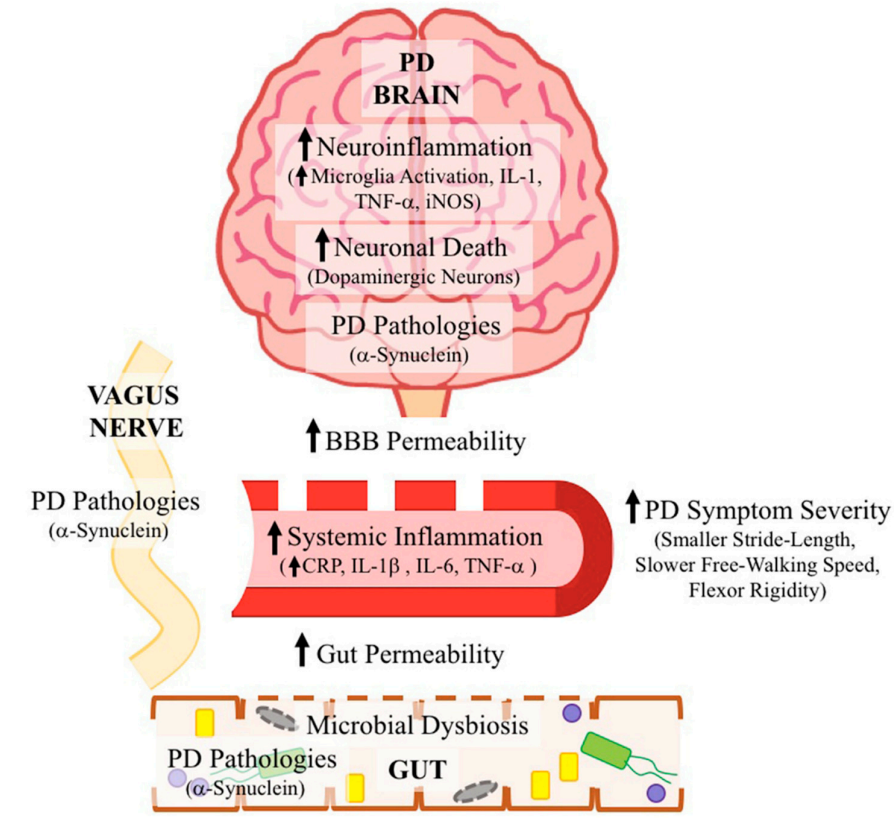 PD
BRAIN
↑Neuroinflammation
(↑Microglia Activation, IL-1,
TNF-α, iNOS)
↑Neuronal Death
(Dopaminergic Neurons)
PD Pathologies
(α-Synuclein)
VAGUS
NERVE
PD Pathologies
(α-Synuclein)
↑BBB Permeability
↑Systemic Inflammation
(↑CRP, IL-1β , IL-6, TNF-α )
↑PD Symptom Severity
(Smaller Stride-Length,
Slower Free-Walking Speed,
Flexor Rigidity)
↑Gut Permeability
Microbial Dysbiosis
PD Pathologies
(α-Synuclein)
GUT